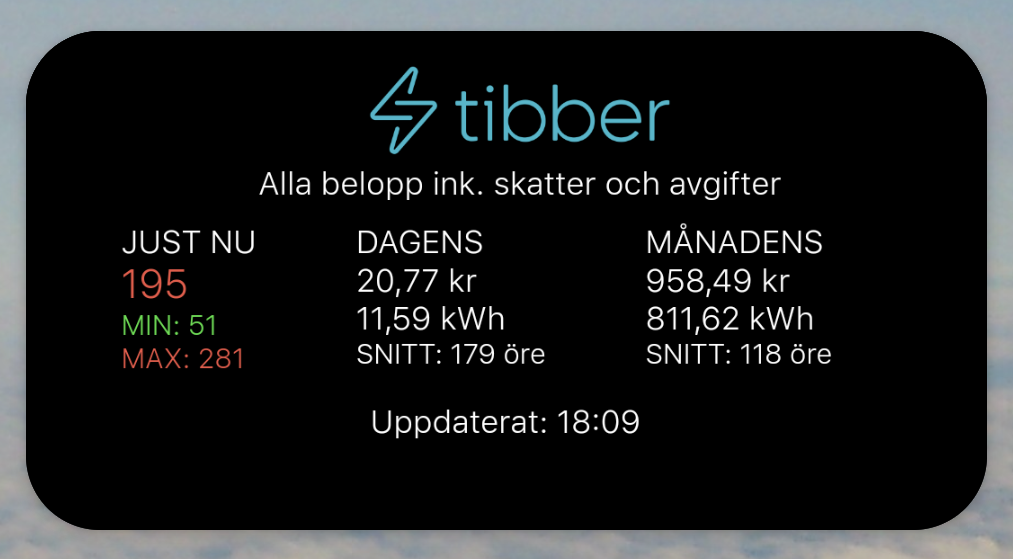 tibber
Alla belopp ink. skatter och avgifter
JUST NU
195
MIN: 51
MAX: 281
DAGENS
20,77 kr
11,59 kWh
SNITT: 179 öre
MÅNADENS
958,49 kr
811,62 kWh
SNITT: 118 öre
Uppdaterat: 18:09